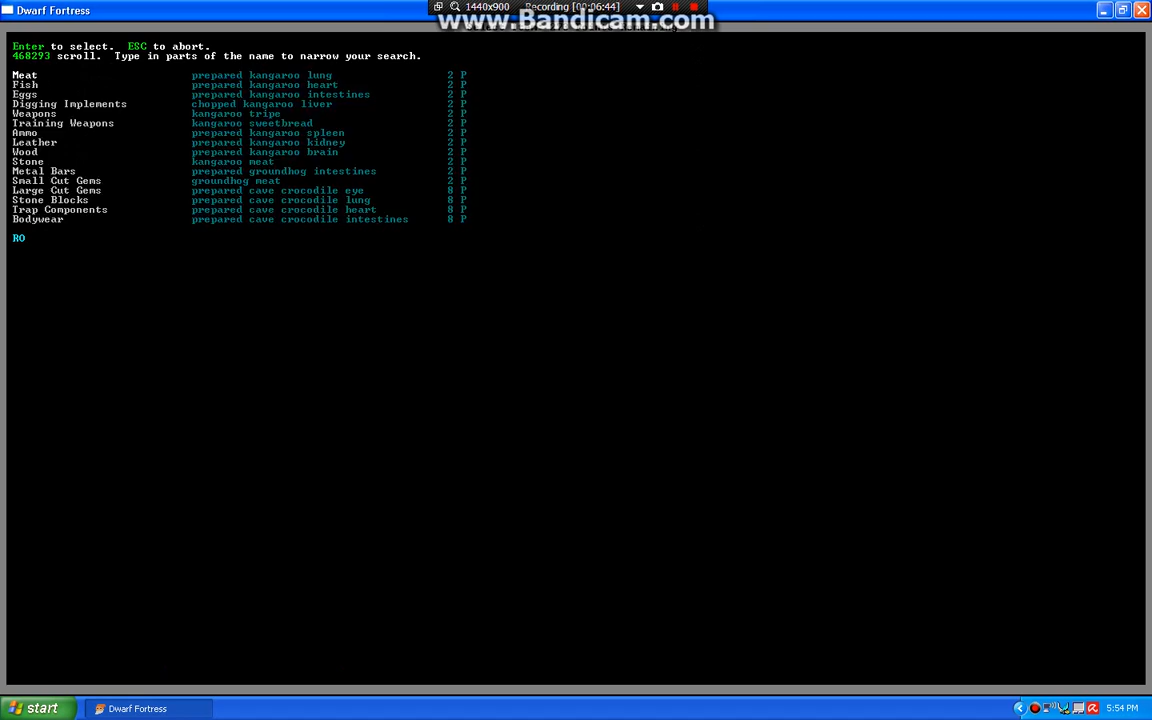 Dwarf Fortress
1440x900 Recording [00:06:44]
www.Bandicam.com
Enter to select. ESC to abort.
468293 scroll. Type in parts of the name to narrow your search.
Meat prepared kangaroo lung 2 P
Fish prepared kangaroo heart 2 P
Eggs prepared kangaroo intestines 2 P
Digging Implements chopped kangaroo liver 2 P
Weapons kangaroo tripe 2 P
Training Weapons kangaroo sweetbread 2 P
Ammo prepared kangaroo spleen 2 P
Leather prepared kangaroo kidney 2 P
Wood prepared kangaroo brain 2 P
Stone kangaroo meat 2 P
Metal Bars prepared groundhog intestines 2 P
Small Cut Gems groundhog meat 2 P
Large Cut Gems prepared cave crocodile eye 8 P
Stone Blocks prepared cave crocodile lung 8 P
Trap Components prepared cave crocodile heart 8 P
Bodywear prepared cave crocodile intestines 8 P
RO
start Dwarf Fortress 5:54 PM